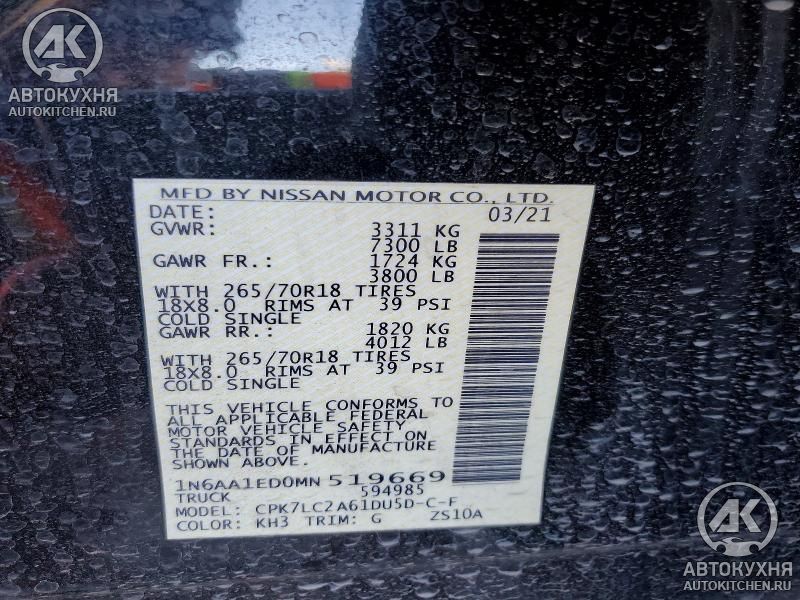 АК
АВТОКУХНЯ
AUTOKITCHEN.RU
MFD BY NISSAN MOTOR CO., LTD.
DATE: 03/21
GVWR: 3311 KG
7300 LB
GAWR FR.: 1724 KG
3800 LB
WITH 265/70R18 TIRES
18X8.0 RIMS AT 39 PSI
COLD SINGLE
GAWR RR.: 1820 KG
4012 LB
WITH 265/70R18 TIRES
18X8.0 RIMS AT 39 PSI
COLD SINGLE
THIS VEHICLE CONFORMS TO
ALL APPLICABLE FEDERAL
MOTOR VEHICLE SAFETY
STANDARDS IN EFFECT ON
THE DATE OF MANUFACTURE
SHOWN ABOVE.
1N6AA1ED0MN519669
TRUCK 594985
MODEL: CPK7LC2A61DU5D-C-F
COLOR: KH3 TRIM: G ZS10A
АК
АВТОКУХНЯ
AUTOKITCHEN.RU